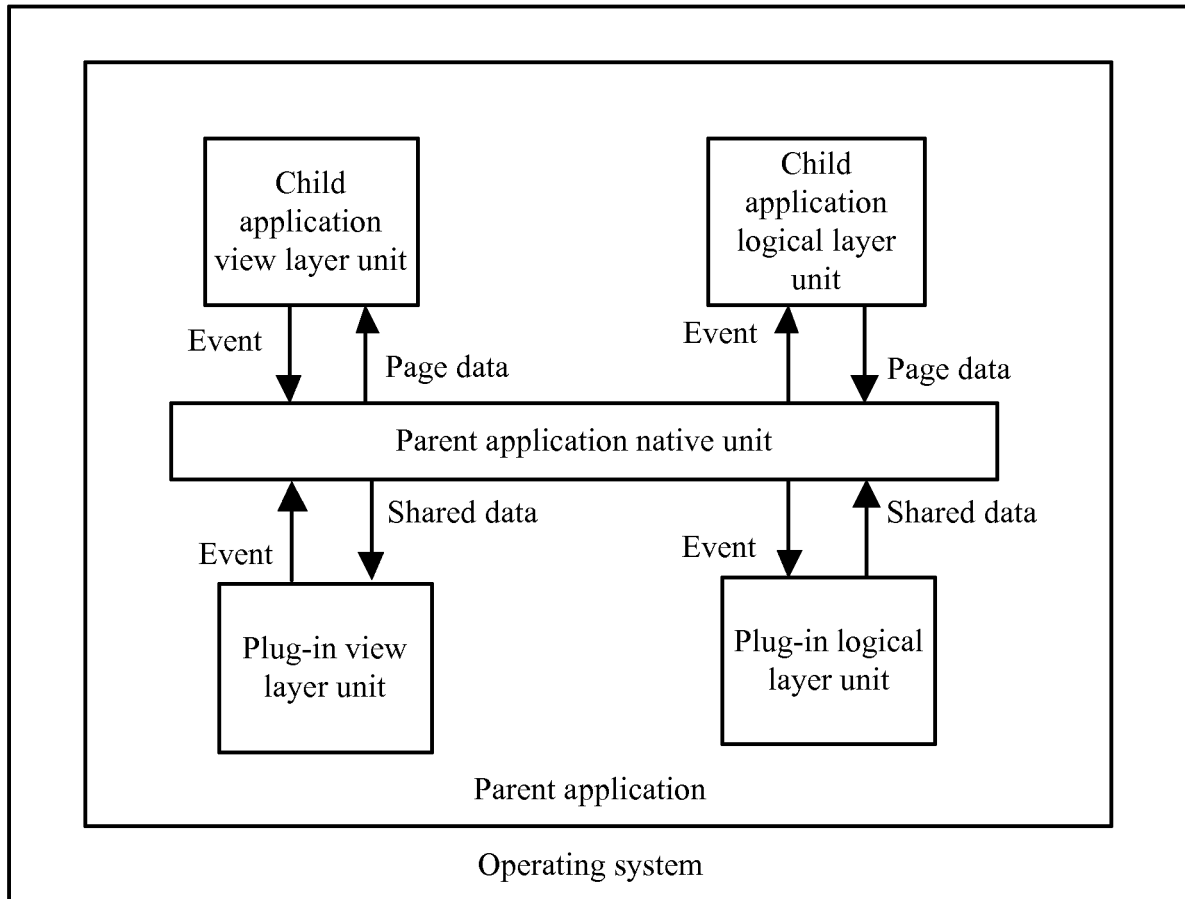 Child
application
view layer unit
Child
application
logical layer
unit
Event
Page data
Event
Page data
Parent application native unit
Shared data
Event
Shared data
Event
Plug-in view
layer unit
Plug-in logical
layer unit
Parent application
Operating system